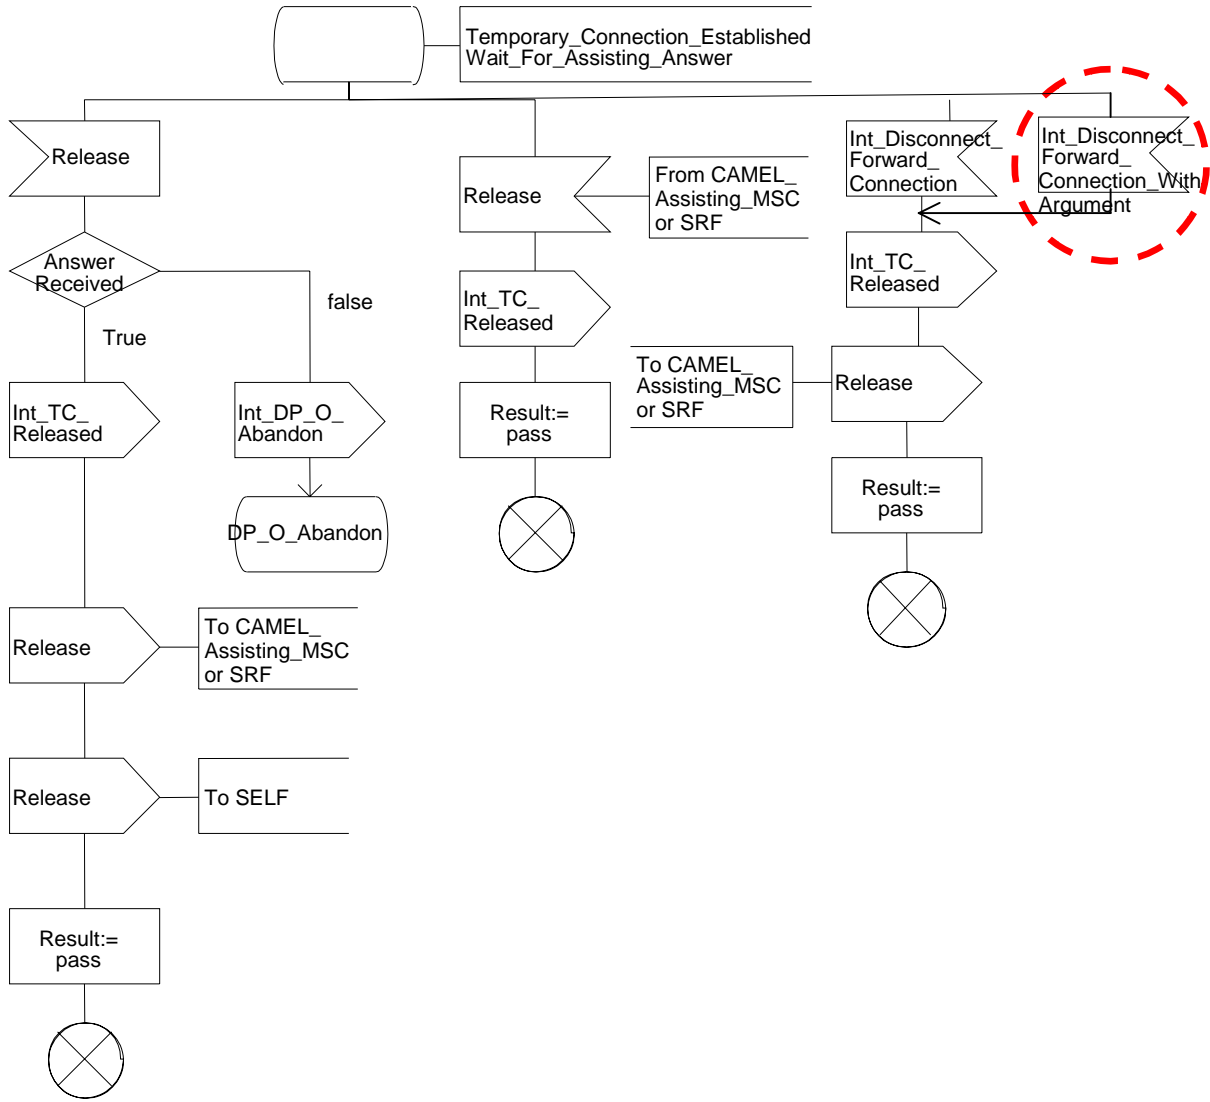 Temporary_Connection_Established
Wait_For_Assisting_Answer
Release
Answer
Received
false
True
Int_TC_
Released
Int_DP_O_
Abandon
DP_O_Abandon
Release
To CAMEL_
Assisting_MSC
or SRF
Release
To SELF
Result:=
pass
Release
From CAMEL_
Assisting_MSC
or SRF
Int_TC_
Released
Result:=
pass
Int_Disconnect_
Forward_
Connection
Int_Disconnect_
Forward_
Connection_With
Argument
Int_TC_
Released
To CAMEL_
Assisting_MSC
or SRF
Release
Result:=
pass